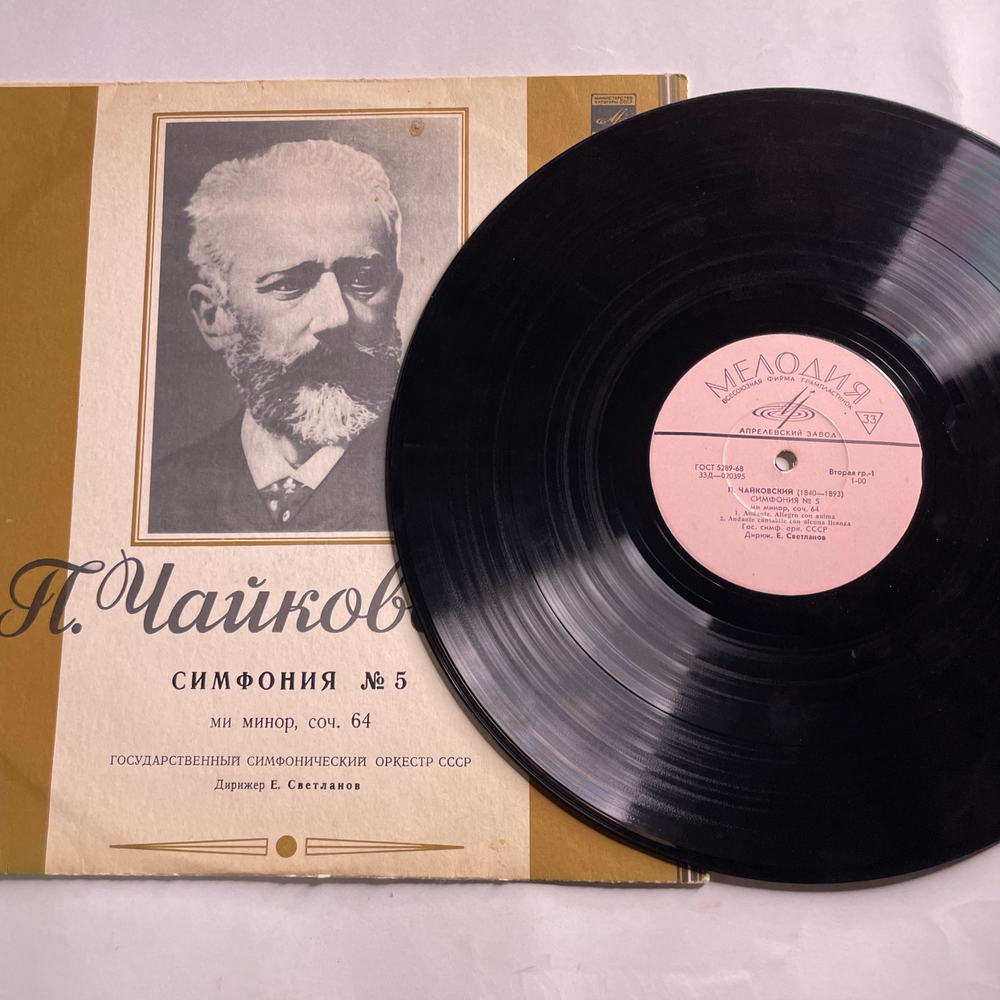 МИНИСТЕРСТВО
КУЛЬТУРЫ СССР
П. Чайков
СИМФОНИЯ № 5
ми минор, соч. 64
ГОСУДАРСТВЕННЫЙ СИМФОНИЧЕСКИЙ ОРКЕСТР СССР
Дирижер Е. Светланов
МЕЛОДИЯ
ВСЕСОЮЗНАЯ ФИРМА ГРАМПЛАСТИНОК
33
АПРЕЛЕВСКИЙ ЗАВОД
ГОСТ 5289-68
33Д—020395
Вторая гр.-1
1-00
П. ЧАЙКОВСКИЙ (1840—1893)
СИМФОНИЯ № 5
ми минор, соч. 64
1. Andante. Allegro con anima
2. Andante cantabile con alcuna licenza
Гос. симф. орк. СССР
Дириж. Е. Светланов